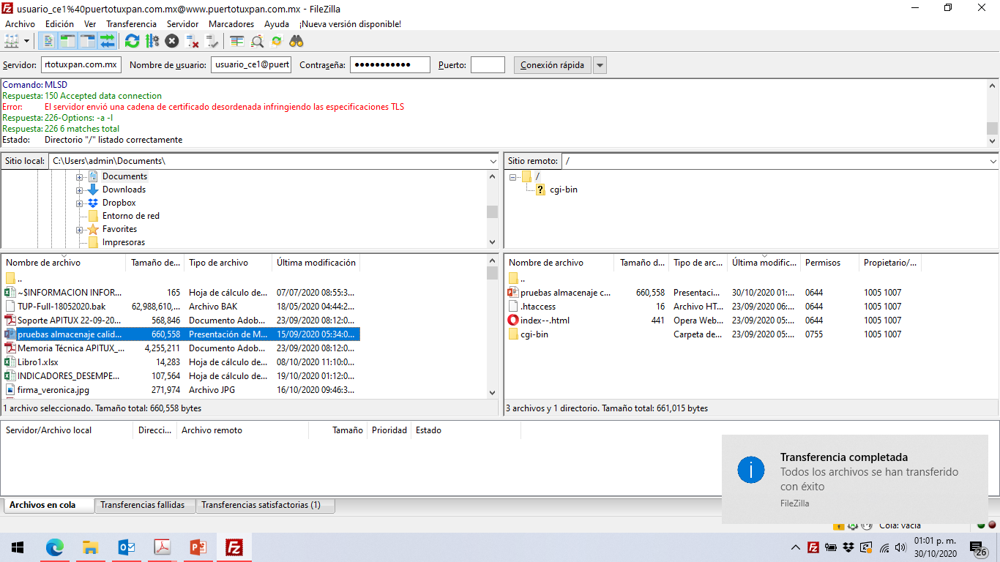 usuario_ce1%40puertotuxpan.com.mx@www.puertotuxpan.com.mx - FileZilla
Archivo Edición Ver Transferencia Servidor Marcadores Ayuda ¡Nueva versión disponible!
Servidor: rtotuxpan.com.mx Nombre de usuario: usuario_ce1@puert Contraseña: ●●●●●●●●●●● Puerto: Conexión rápida
Comando: MLSD
Respuesta: 150 Accepted data connection
Error: El servidor envió una cadena de certificado desordenada infringiendo las especificaciones TLS
Respuesta: 226-Options: -a -l
Respuesta: 226 6 matches total
Estado: Directorio "/" listado correctamente
Sitio local: C:\Users\admin\Documents\
Documents
Downloads
Dropbox
Entorno de red
Favorites
Impresoras
Sitio remoto: /
/
cgi-bin
Nombre de archivo Tamaño de... Tipo de archivo Última modificación
..
~$INFORMACION INFOR... 165 Hoja de cálculo de... 07/07/2020 08:55:3...
TUP-Full-18052020.bak 62,988,610,... Archivo BAK 18/05/2020 04:44:2...
Soporte APITUX 22-09-20... 568,846 Documento Adob... 23/09/2020 08:12:0...
pruebas almacenaje calid... 660,558 Presentación de M... 15/09/2020 05:34:0...
Memoria Técnica APITUX_... 4,255,211 Documento Adob... 23/09/2020 08:12:0...
Libro1.xlsx 14,283 Hoja de cálculo de... 08/10/2020 11:10:0...
INDICADORES_DESEMPE... 107,564 Hoja de cálculo de... 19/10/2020 01:12:0...
firma_veronica.jpg 271,974 Archivo JPG 16/10/2020 09:46:3...
1 archivo seleccionado. Tamaño total: 660,558 bytes
Nombre de archivo Tamaño d... Tipo de arc... Última modific... Permisos Propietario/...
..
pruebas almacenaje c... 660,558 Presentaci... 30/10/2020 01:... 0644 1005 1007
.htaccess 16 Archivo HT... 23/09/2020 06:... 0644 1005 1007
index--.html 441 Opera Web... 23/09/2020 05:... 0644 1005 1007
cgi-bin Carpeta de... 23/09/2020 05:... 0755 1005 1007
3 archivos y 1 directorio. Tamaño total: 661,015 bytes
Servidor/Archivo local Direcci... Archivo remoto Tamaño Prioridad Estado
Transferencia completada
Todos los archivos se han transferido
con éxito
FileZilla
Archivos en cola Transferencias fallidas Transferencias satisfactorias (1)
Cola: vacía
01:01 p. m.
30/10/2020
26